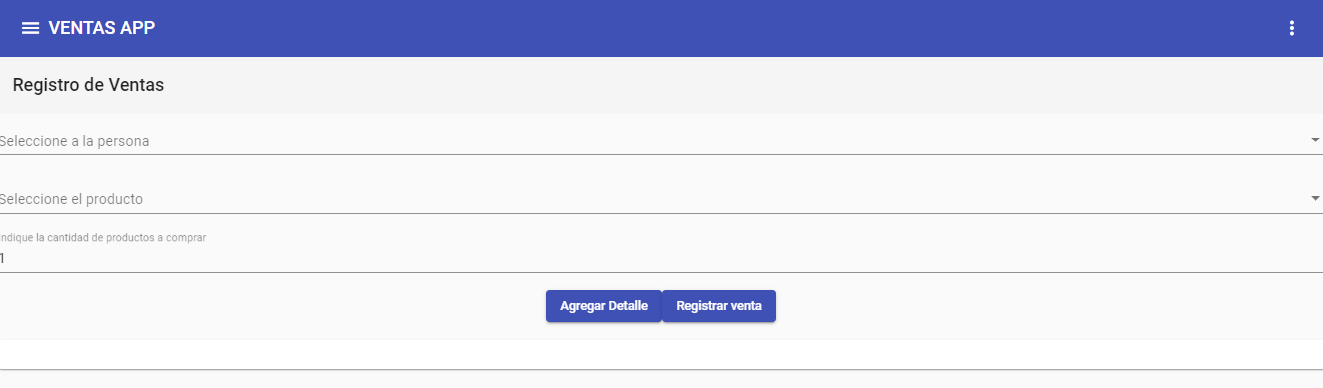 VENTAS APP
Registro de Ventas
Seleccione a la persona
Seleccione el producto
Indique la cantidad de productos a comprar
1
Agregar Detalle Registrar venta